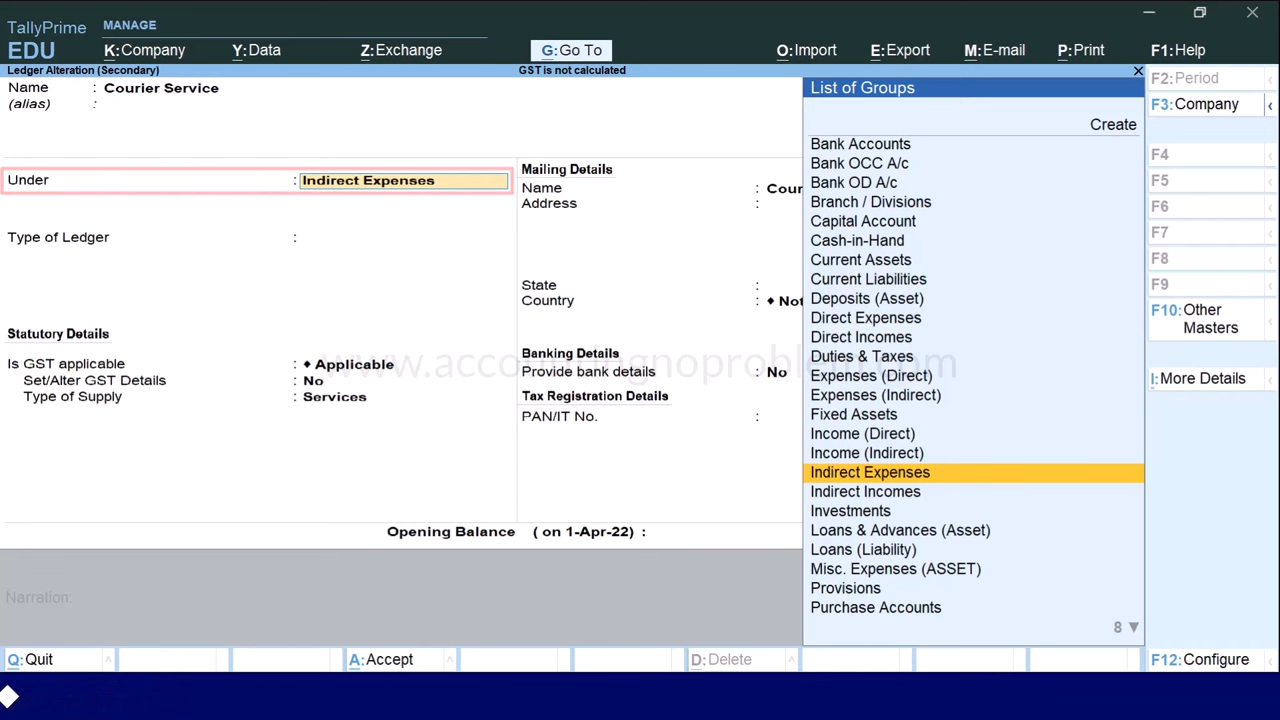 TallyPrime
EDU
MANAGE
K:Company
Y:Data
Z:Exchange
G:Go To
O:Import
E:Export
M:E-mail
P:Print
F1:Help
Ledger Alteration (Secondary)
GST is not calculated
Name : Courier Service
(alias) :
Under : Indirect Expenses
Type of Ledger :
Statutory Details
Is GST applicable : ♦ Applicable
Set/Alter GST Details : No
Type of Supply : Services
Mailing Details
Name : Cour
Address :
State :
Country : ♦ Not
Banking Details
Provide bank details : No
Tax Registration Details
PAN/IT No. :
Opening Balance ( on 1-Apr-22) :
www.accountingnoproblem.com
List of Groups
Create
Bank Accounts
Bank OCC A/c
Bank OD A/c
Branch / Divisions
Capital Account
Cash-in-Hand
Current Assets
Current Liabilities
Deposits (Asset)
Direct Expenses
Direct Incomes
Duties & Taxes
Expenses (Direct)
Expenses (Indirect)
Fixed Assets
Income (Direct)
Income (Indirect)
Indirect Expenses
Indirect Incomes
Investments
Loans & Advances (Asset)
Loans (Liability)
Misc. Expenses (ASSET)
Provisions
Purchase Accounts
8 ▼
F2:Period
F3:Company
F4
F5
F6
F7
F8
F9
F10:Other
Masters
I:More Details
Narration:
Q:Quit
A:Accept
D:Delete
F12:Configure